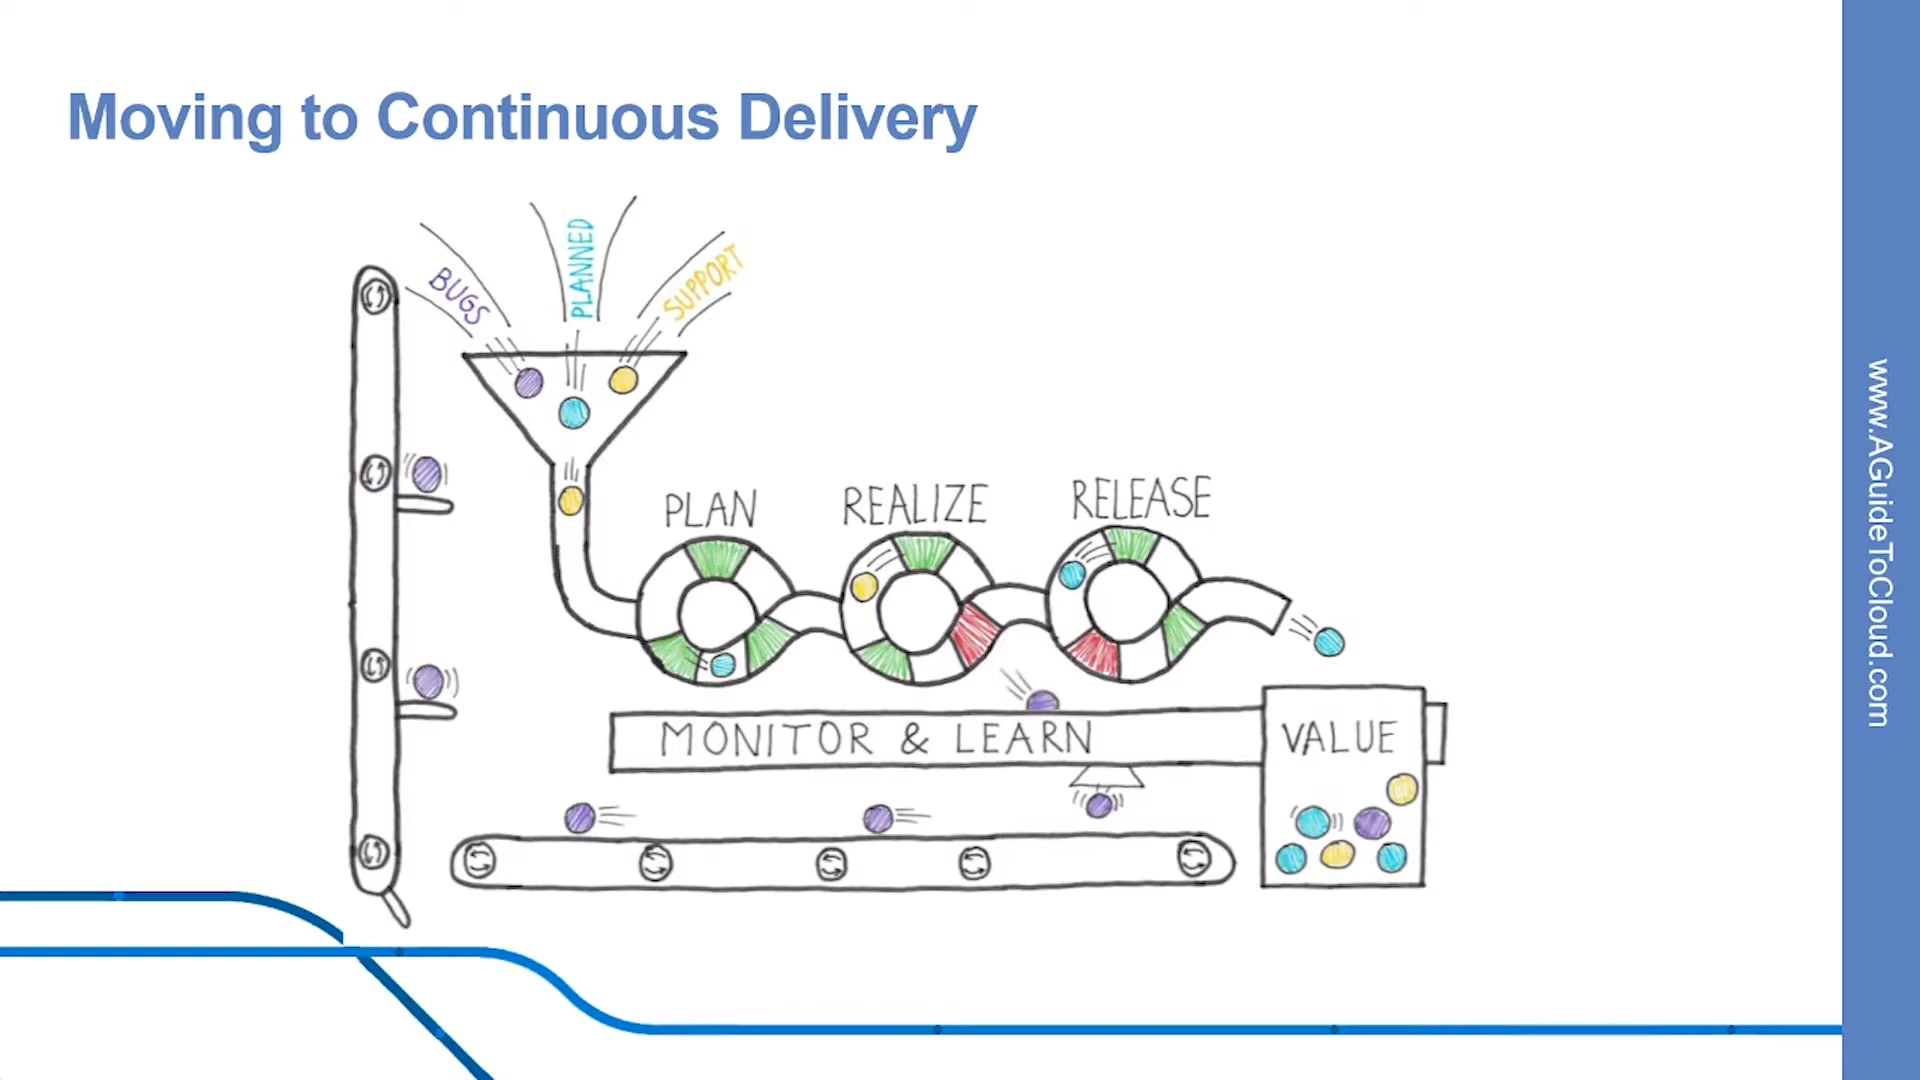 Moving to Continuous Delivery
BUGS
PLANNED
SUPPORT
PLAN
REALIZE
RELEASE
MONITOR & LEARN
VALUE
www.AGuideToCloud.com